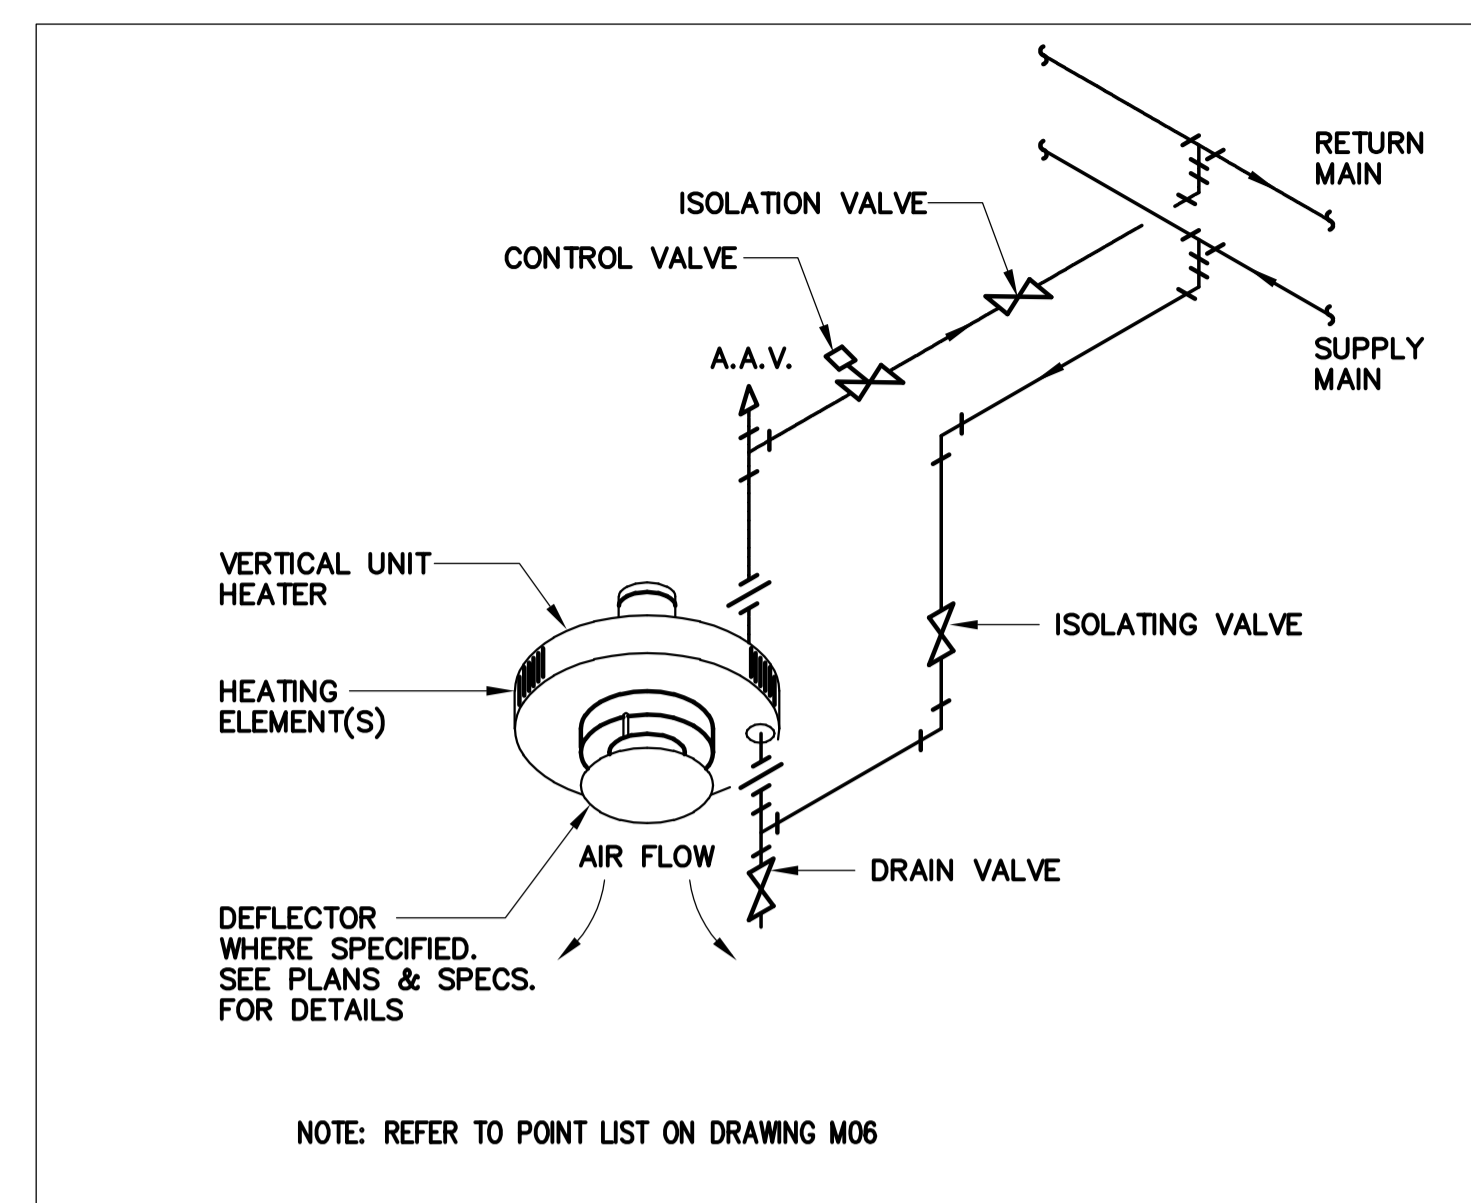 RETURN
MAIN
ISOLATION VALVE
CONTROL VALVE
SUPPLY
MAIN
A.A.V.
VERTICAL UNIT
HEATER
ISOLATING VALVE
HEATING
ELEMENT(S)
AIR FLOW
DRAIN VALVE
DEFLECTOR
WHERE SPECIFIED.
SEE PLANS & SPECS.
FOR DETAILS
NOTE: REFER TO POINT LIST ON DRAWING M06